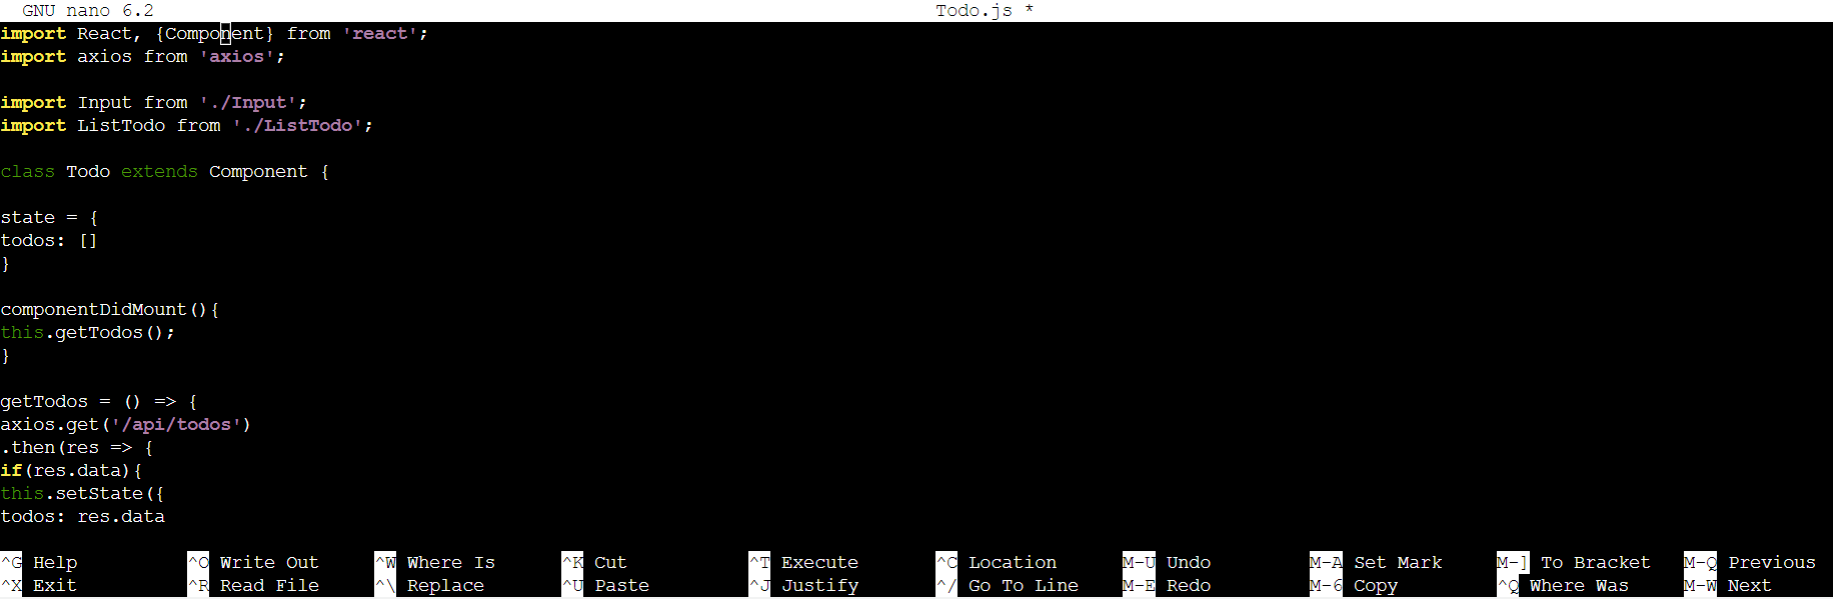 GNU nano 6.2 Todo.js *
import React, {Component} from 'react';
import axios from 'axios';
import Input from './Input';
import ListTodo from './ListTodo';
class Todo extends Component {
state = {
todos: []
}
componentDidMount(){
this.getTodos();
}
getTodos = () => {
axios.get('/api/todos')
.then(res => {
if(res.data){
this.setState({
todos: res.data
^G Help ^O Write Out ^W Where Is ^K Cut ^T Execute ^C Location M-U Undo M-A Set Mark M-] To Bracket M-Q Previous
^X Exit ^R Read File ^\ Replace ^U Paste ^J Justify ^/ Go To Line M-E Redo M-6 Copy ^Q Where Was M-W Next